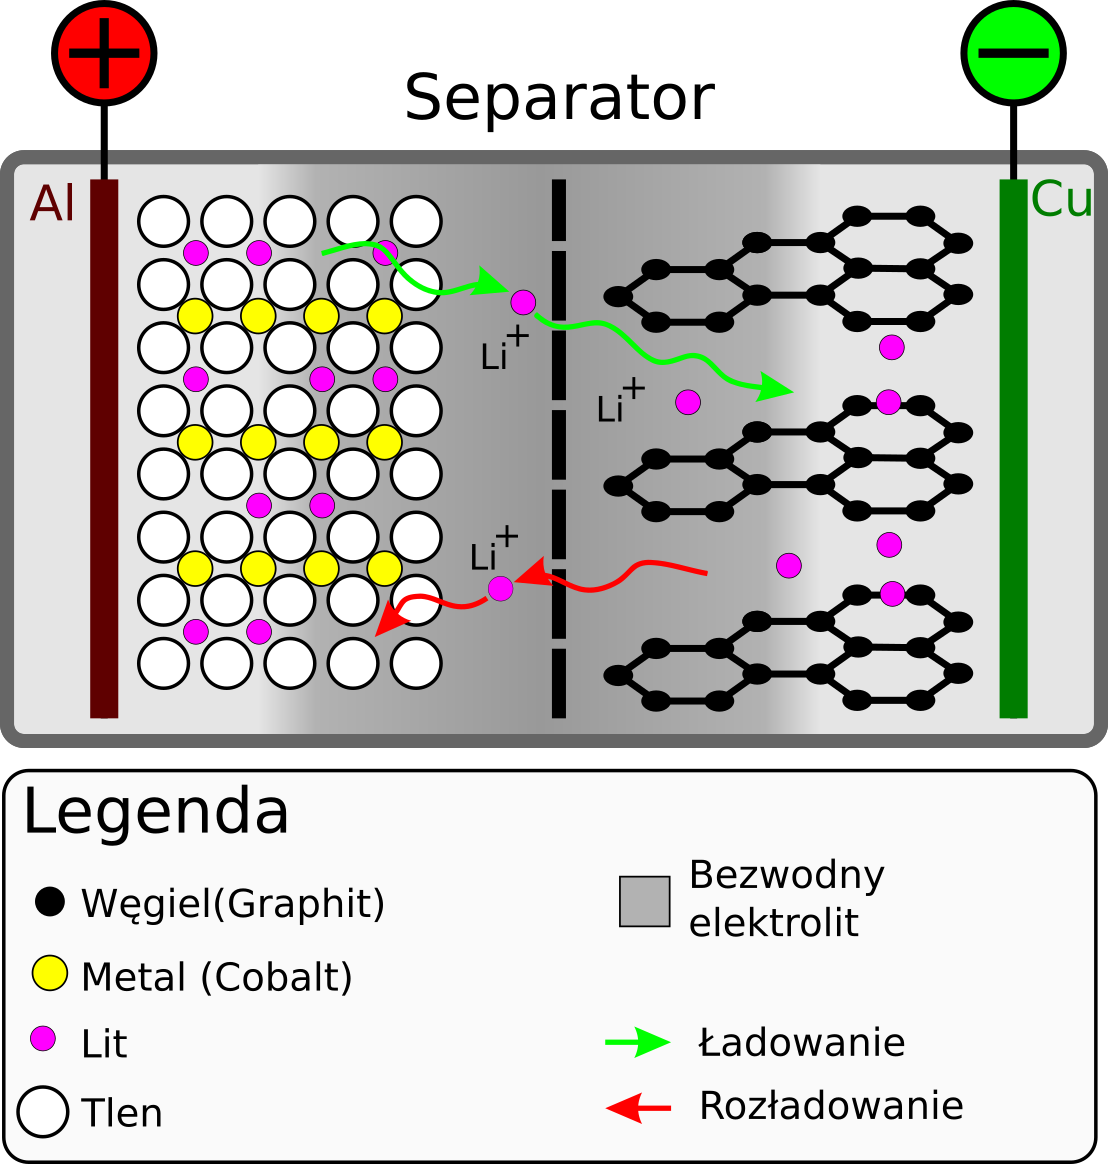 +
−
Separator
Al
Cu
Li+
Li+
Li+
Legenda
Węgiel(Graphit)
Metal (Cobalt)
Lit
Tlen
Bezwodny
elektrolit
Ładowanie
Rozładowanie